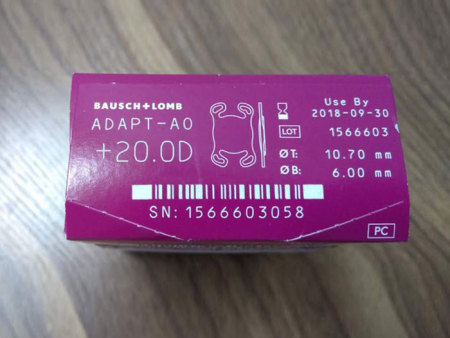 BAUSCH+LOMB
ADAPT-AO
+20.0D
Use By
2018-09-30
LOT 1566603
ØT: 10.70 mm
ØB: 6.00 mm
SN: 1566603058
PC